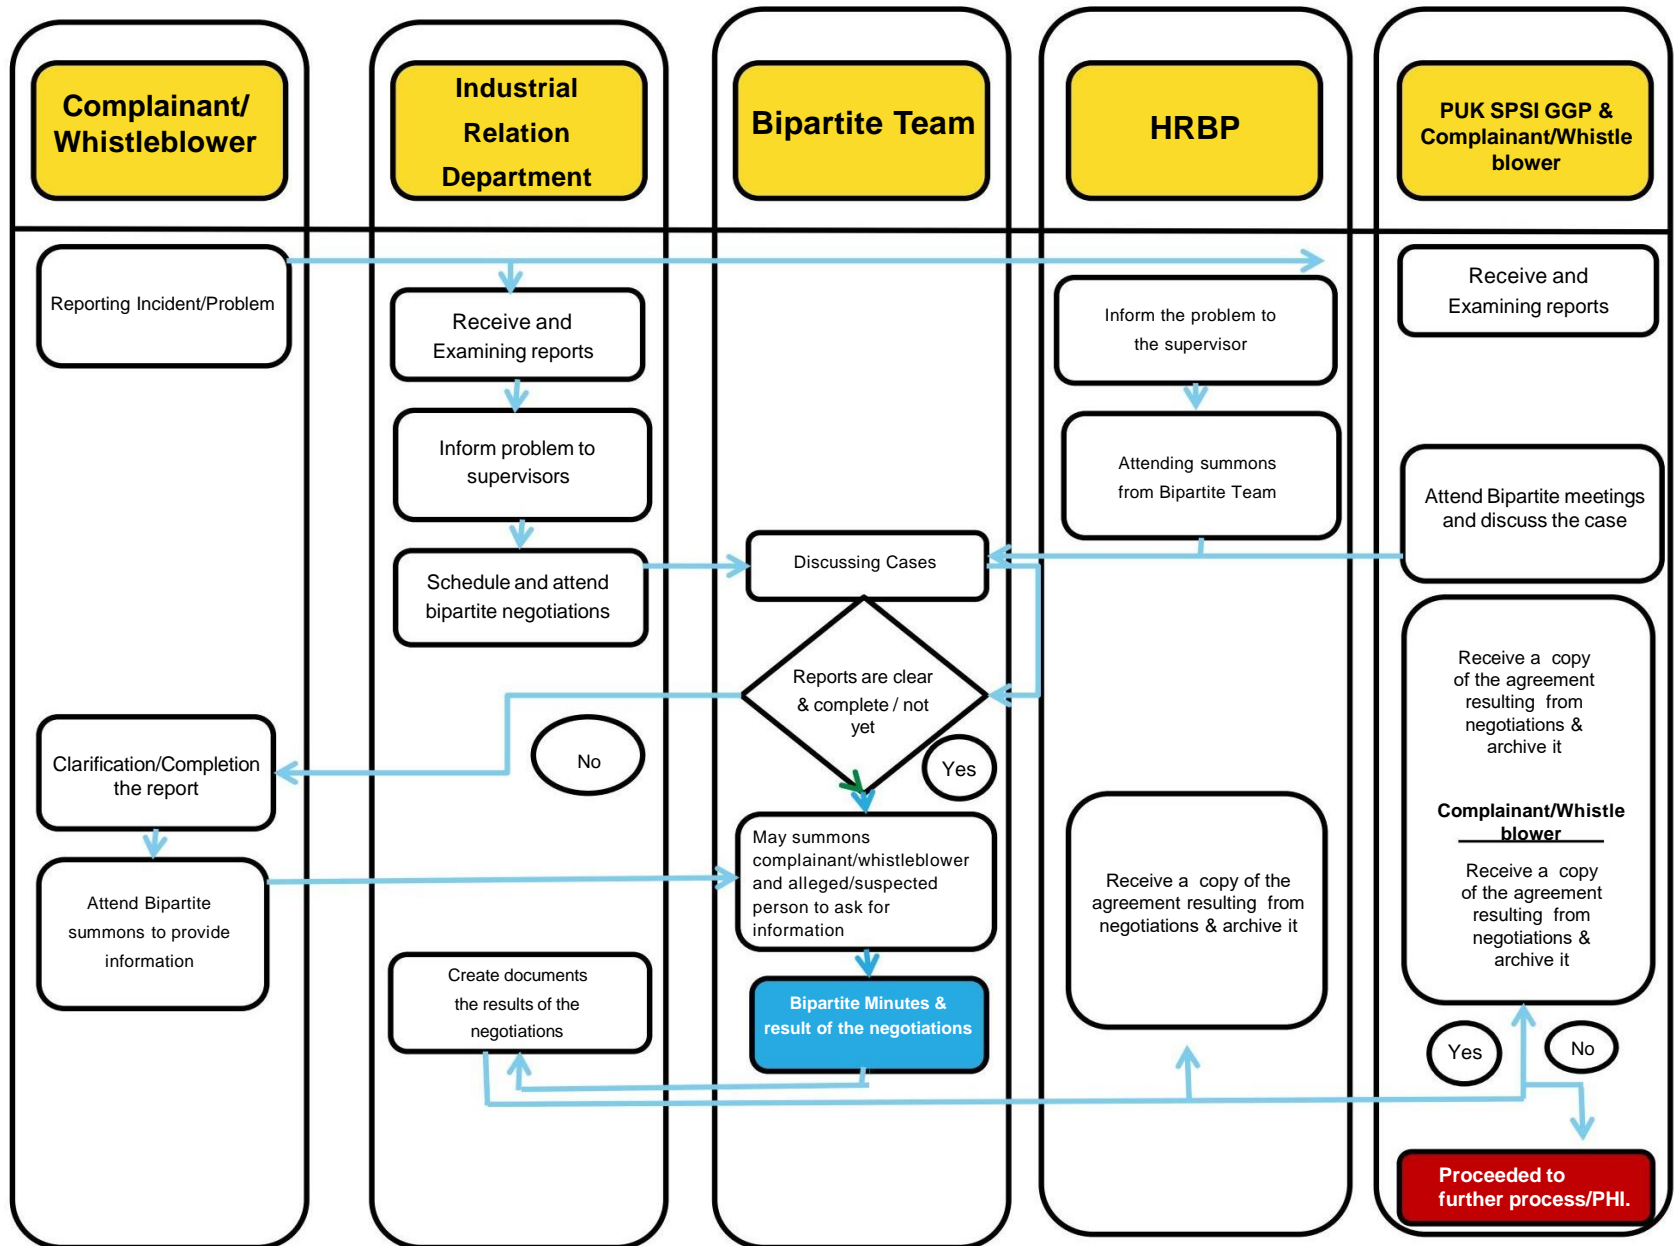 Complainant/
Whistleblower
Industrial
Relation
Department
Bipartite Team
HRBP
PUK SPSI GGP &
Complainant/Whistle
blower
Reporting Incident/Problem
Receive and
Examining reports
Inform the problem to
the supervisor
Receive and
Examining reports
Inform problem to
supervisors
Attending summons
from Bipartite Team
Attend Bipartite meetings
and discuss the case
Schedule and attend
bipartite negotiations
Discussing Cases
Reports are clear
& complete / not
yet
No
Yes
Clarification/Completion
the report
Attend Bipartite
summons to provide
information
May summons
complainant/whistleblower
and alleged/suspected
person to ask for
information
Receive a copy of the
agreement resulting from
negotiations & archive it
Receive a copy
of the agreement
resulting from
negotiations &
archive it
Complainant/Whistle
blower
Receive a copy
of the agreement
resulting from
negotiations &
archive it
Create documents
the results of the
negotiations
Bipartite Minutes &
result of the negotiations
Yes
No
Proceeded to
further process/PHI.